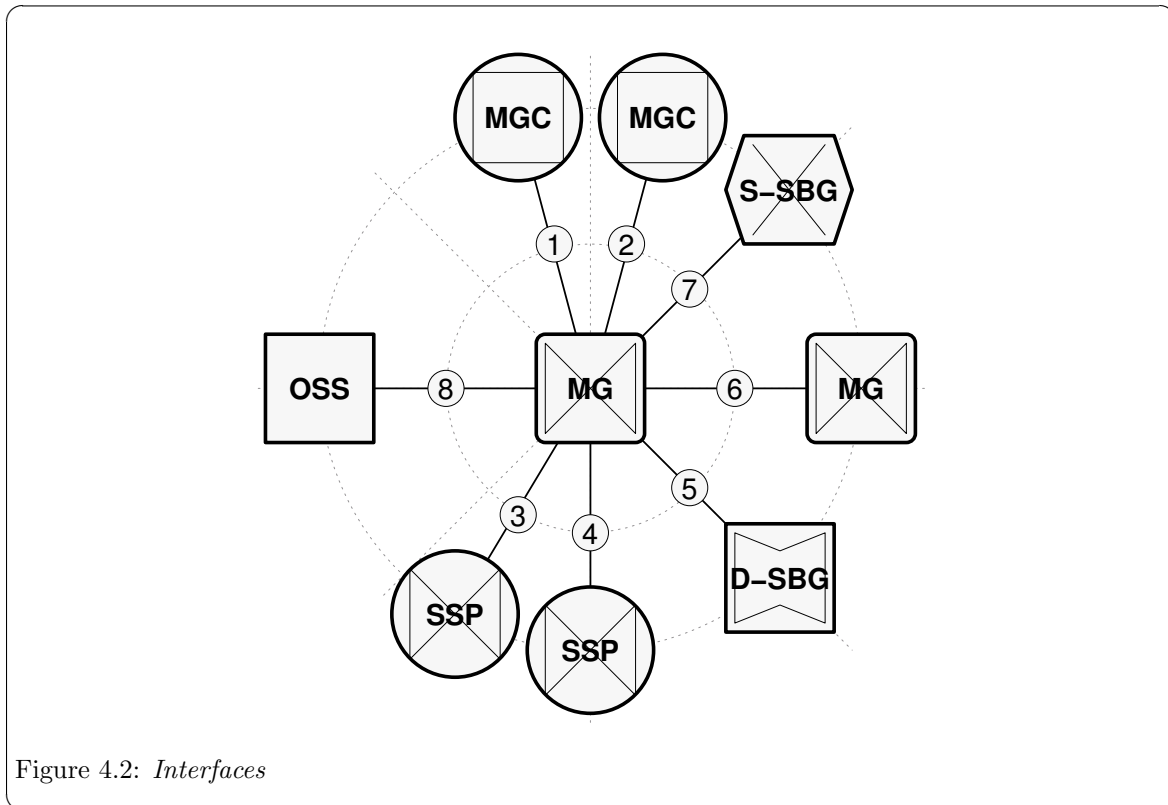 MGC MGC
S–SBG
1 2
7
OSS 8 MG 6 MG
5
3
4
D–SBG
SSP
SSP
Figure 4.2: Interfaces